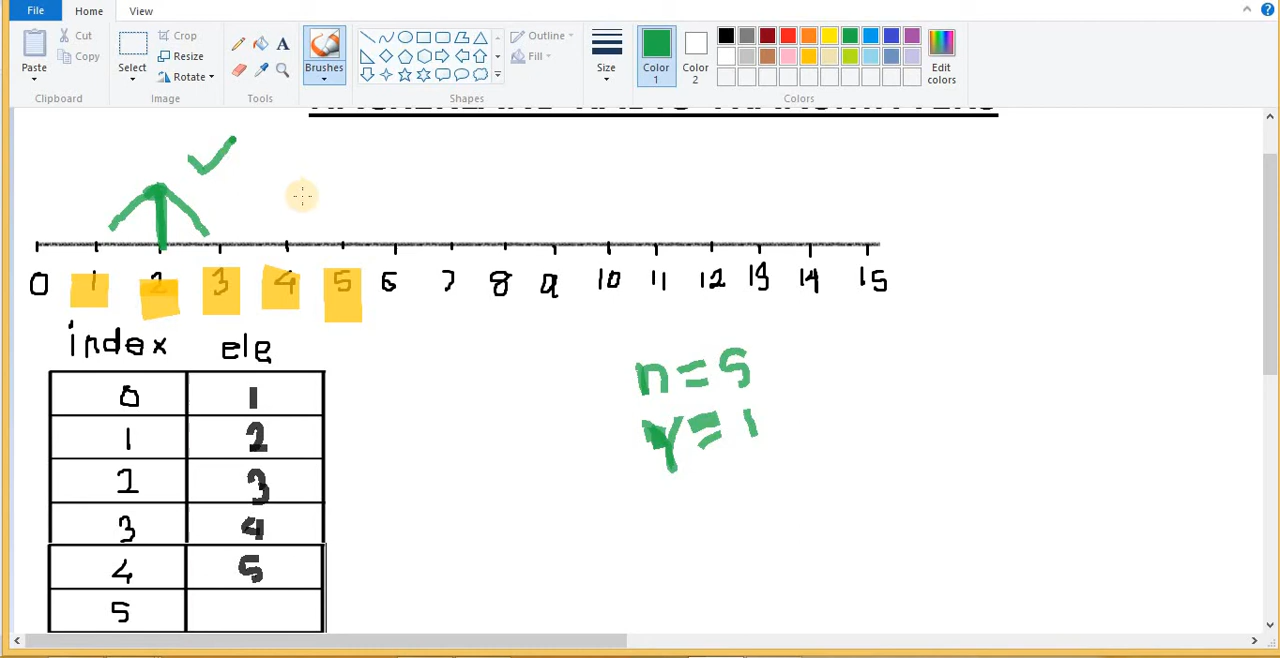 File Home View
Cut
Copy
Paste
Clipboard
Select
Crop
Resize
Rotate
Image
A
Tools
Brushes
Outline
Fill
Shapes
Size
Color 1
Color 2
Edit colors
Colors
0 1 2 3 4 5 6 7 8 9 10 11 12 13 14 15
index ele
0 1
1 2
2 3
3 4
4 5
5
n=5
r=1